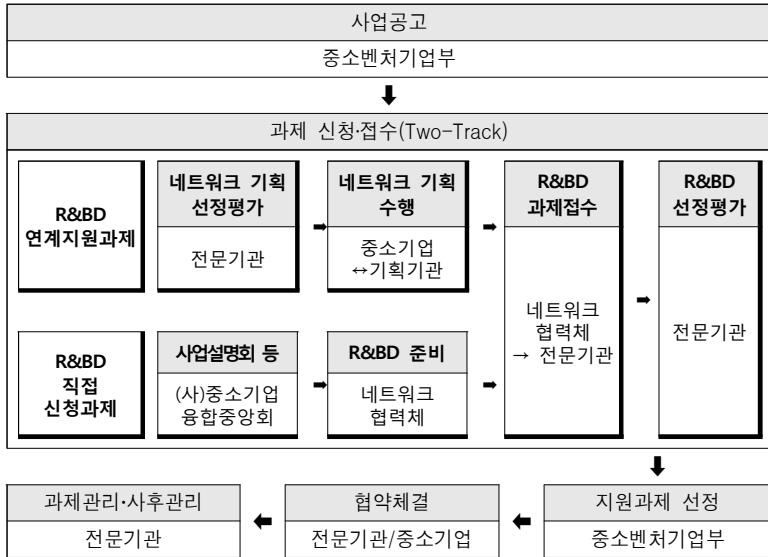 사업공고
중소벤처기업부
과제 신청·접수(Two-Track)
R&BD
연계지원과제
네트워크 기획
선정평가
전문기관
네트워크 기획
수행
중소기업
↔기획기관
R&BD
과제접수
네트워크
협력체
→ 전문기관
R&BD
선정평가
전문기관
R&BD
직접
신청과제
사업설명회 등
(사)중소기업
융합중앙회
R&BD 준비
네트워크
협력체
지원과제 선정
중소벤처기업부
협약체결
전문기관/중소기업
과제관리·사후관리
전문기관